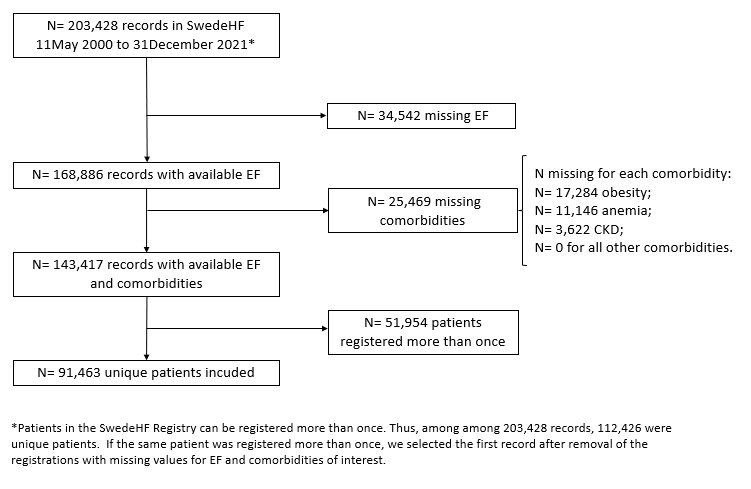 N= 203,428 records in SwedeHF
11May 2000 to 31December 2021*
N= 34,542 missing EF
N= 168,886 records with available EF
N= 25,469 missing
comorbidities
N missing for each comorbidity:
N= 17,284 obesity;
N= 11,146 anemia;
N= 3,622 CKD;
N= 0 for all other comorbidities.
N= 143,417 records with available EF
and comorbidities
N= 51,954 patients
registered more than once
N= 91,463 unique patients incuded
*Patients in the SwedeHF Registry can be registered more than once. Thus, among among 203,428 records, 112,426 were
unique patients.  If the same patient was registered more than once, we selected the first record after removal of the
registrations with missing values for EF and comorbidities of interest.